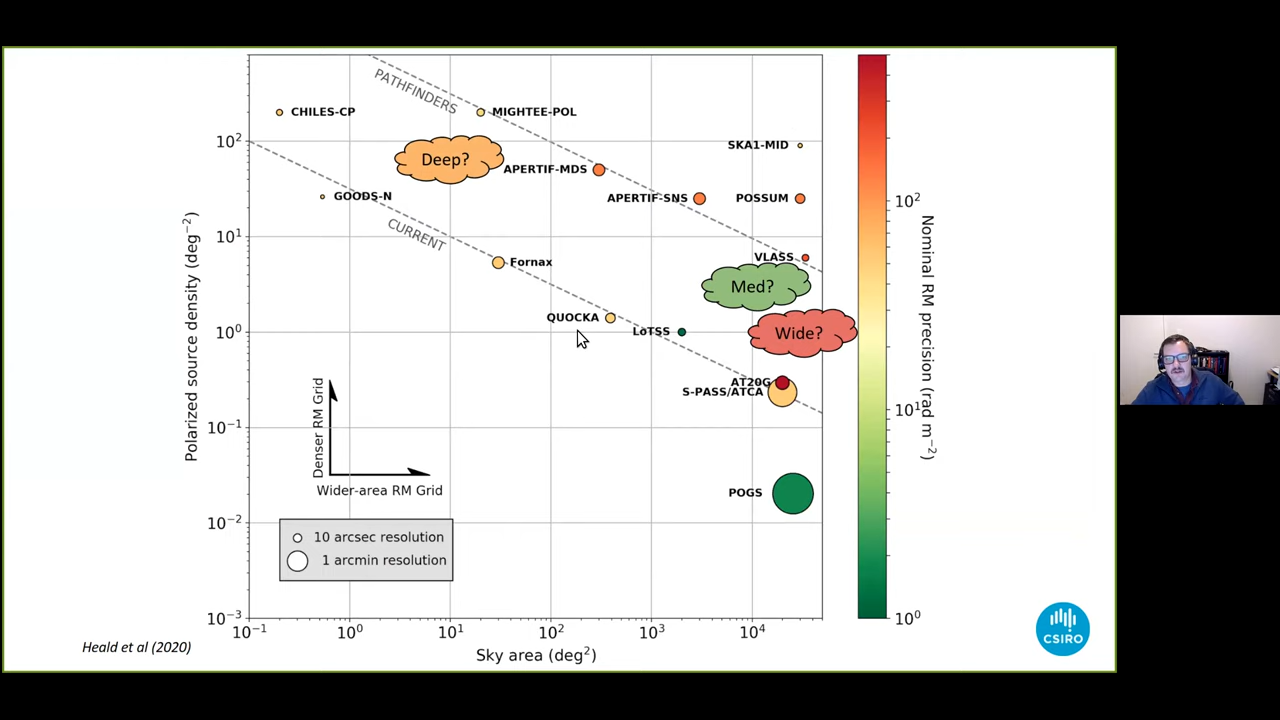 PATHFINDERS
CHILES-CP
MIGHTEE-POL
SKA1-MID
Deep?
APERTIF-MDS
GOODS-N
APERTIF-SNS
POSSUM
CURRENT
VLASS
Fornax
Med?
QUOCKA
LoTSS
Wide?
AT20G
S-PASS/ATCA
POGS
Denser RM Grid
Wider-area RM Grid
10 arcsec resolution
1 arcmin resolution
Polarized source density (deg⁻²)
10²
10¹
10⁰
10⁻¹
10⁻²
10⁻³
10⁻¹ 10⁰ 10¹ 10² 10³ 10⁴
Sky area (deg²)
10²
10¹
10⁰
Nominal RM precision (rad m⁻²)
Heald et al (2020)
CSIRO